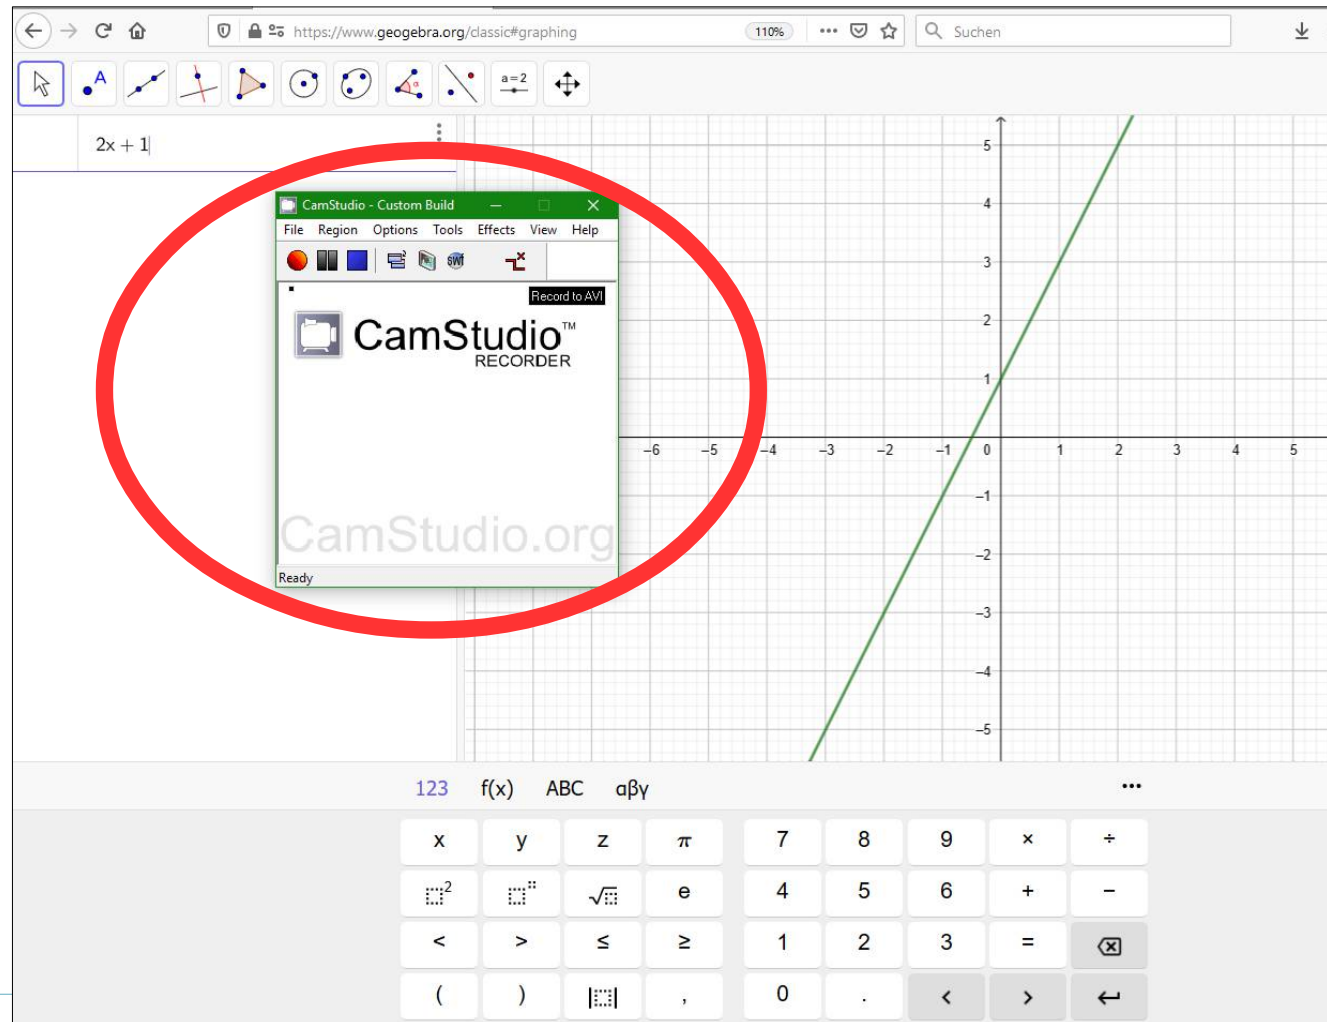 https://www.geogebra.org/classic#graphing
110%
Suchen
A
α
a=2
2x + 1
CamStudio - Custom Build
File Region Options Tools Effects View Help
SWf
Record to AVI
CamStudio™
RECORDER
CamStudio.org
Ready
5
4
3
2
1
–6 –5 –4 –3 –2 –1 0 1 2 3 4 5
–1
–2
–3
–4
–5
123 f(x) ABC αβγ
x y z π 7 8 9 × ÷
2 √ e 4 5 6 + −
< > ≤ ≥ 1 2 3 =
( ) | | , 0 . < >